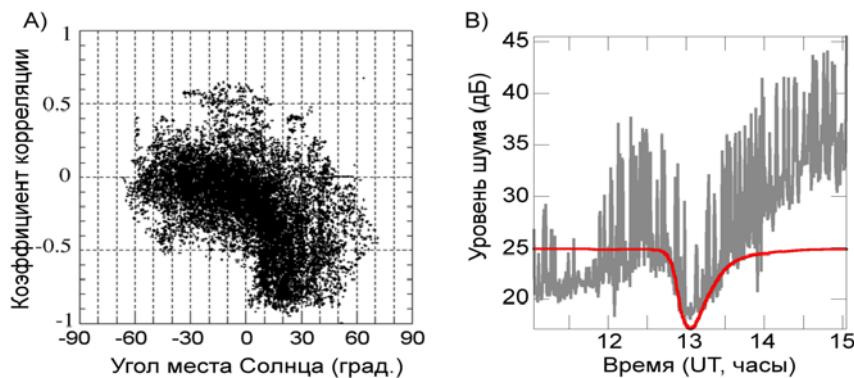 A)
Коэффициент корреляции
1
0.5
0
-0.5
-1
-90 -60 -30 0 30 60 90
Угол места Солнца (град.)
B)
Уровень шума (дБ)
45
40
35
30
25
20
12 13 14 15
Время (UT, часы)